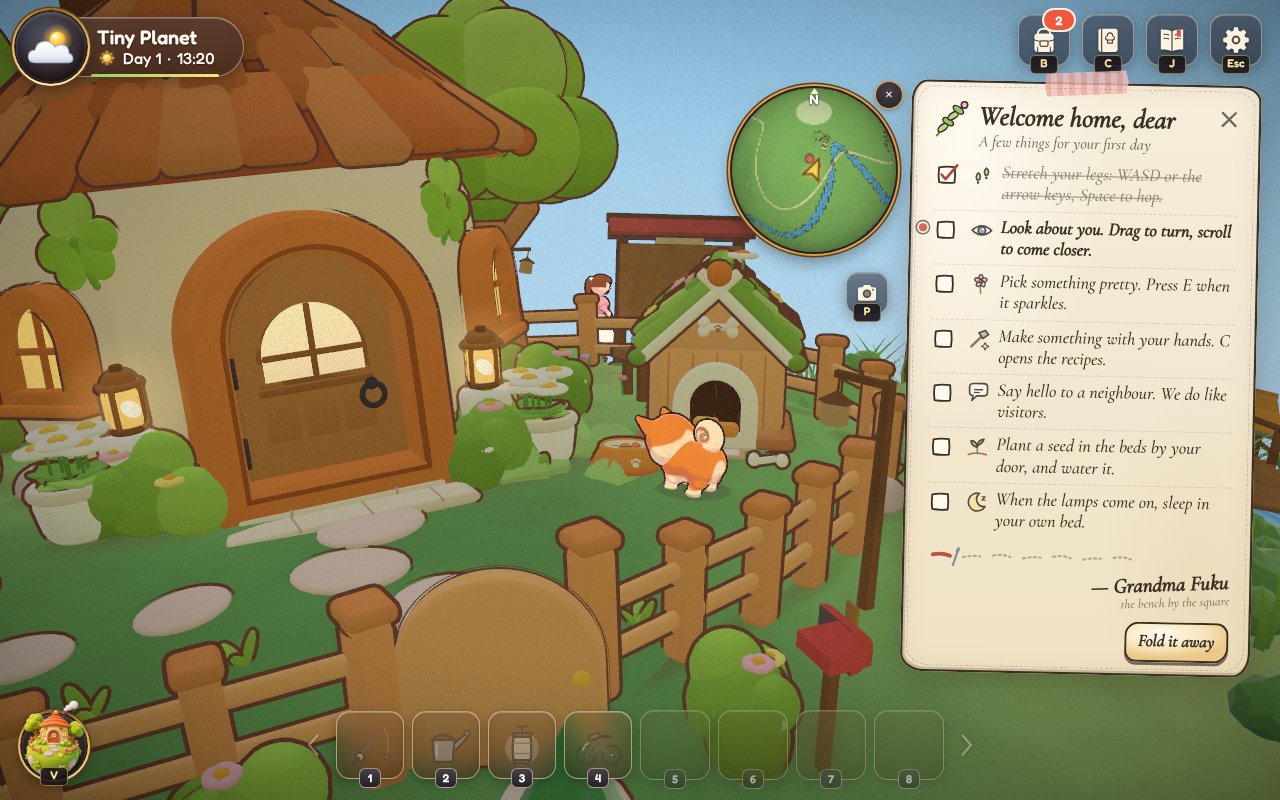 Tiny Planet
Day 1 · 13:20
N
×
P
2
B
C
J
Esc
Welcome home, dear
A few things for your first day
Stretch your legs: WASD or the
arrow keys, Space to hop.
Look about you. Drag to turn, scroll
to come closer.
Pick something pretty. Press E when
it sparkles.
Make something with your hands. C
opens the recipes.
Say hello to a neighbour. We do like
visitors.
Plant a seed in the beds by your
door, and water it.
When the lamps come on, sleep in
your own bed.
— Grandma Fuku
the bench by the square
Fold it away
V
1
2
3
4
5
6
7
8